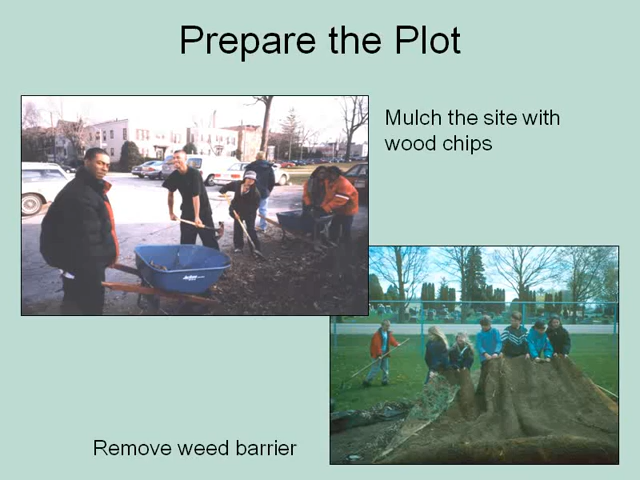 Prepare the Plot
Mulch the site with
wood chips
Remove weed barrier